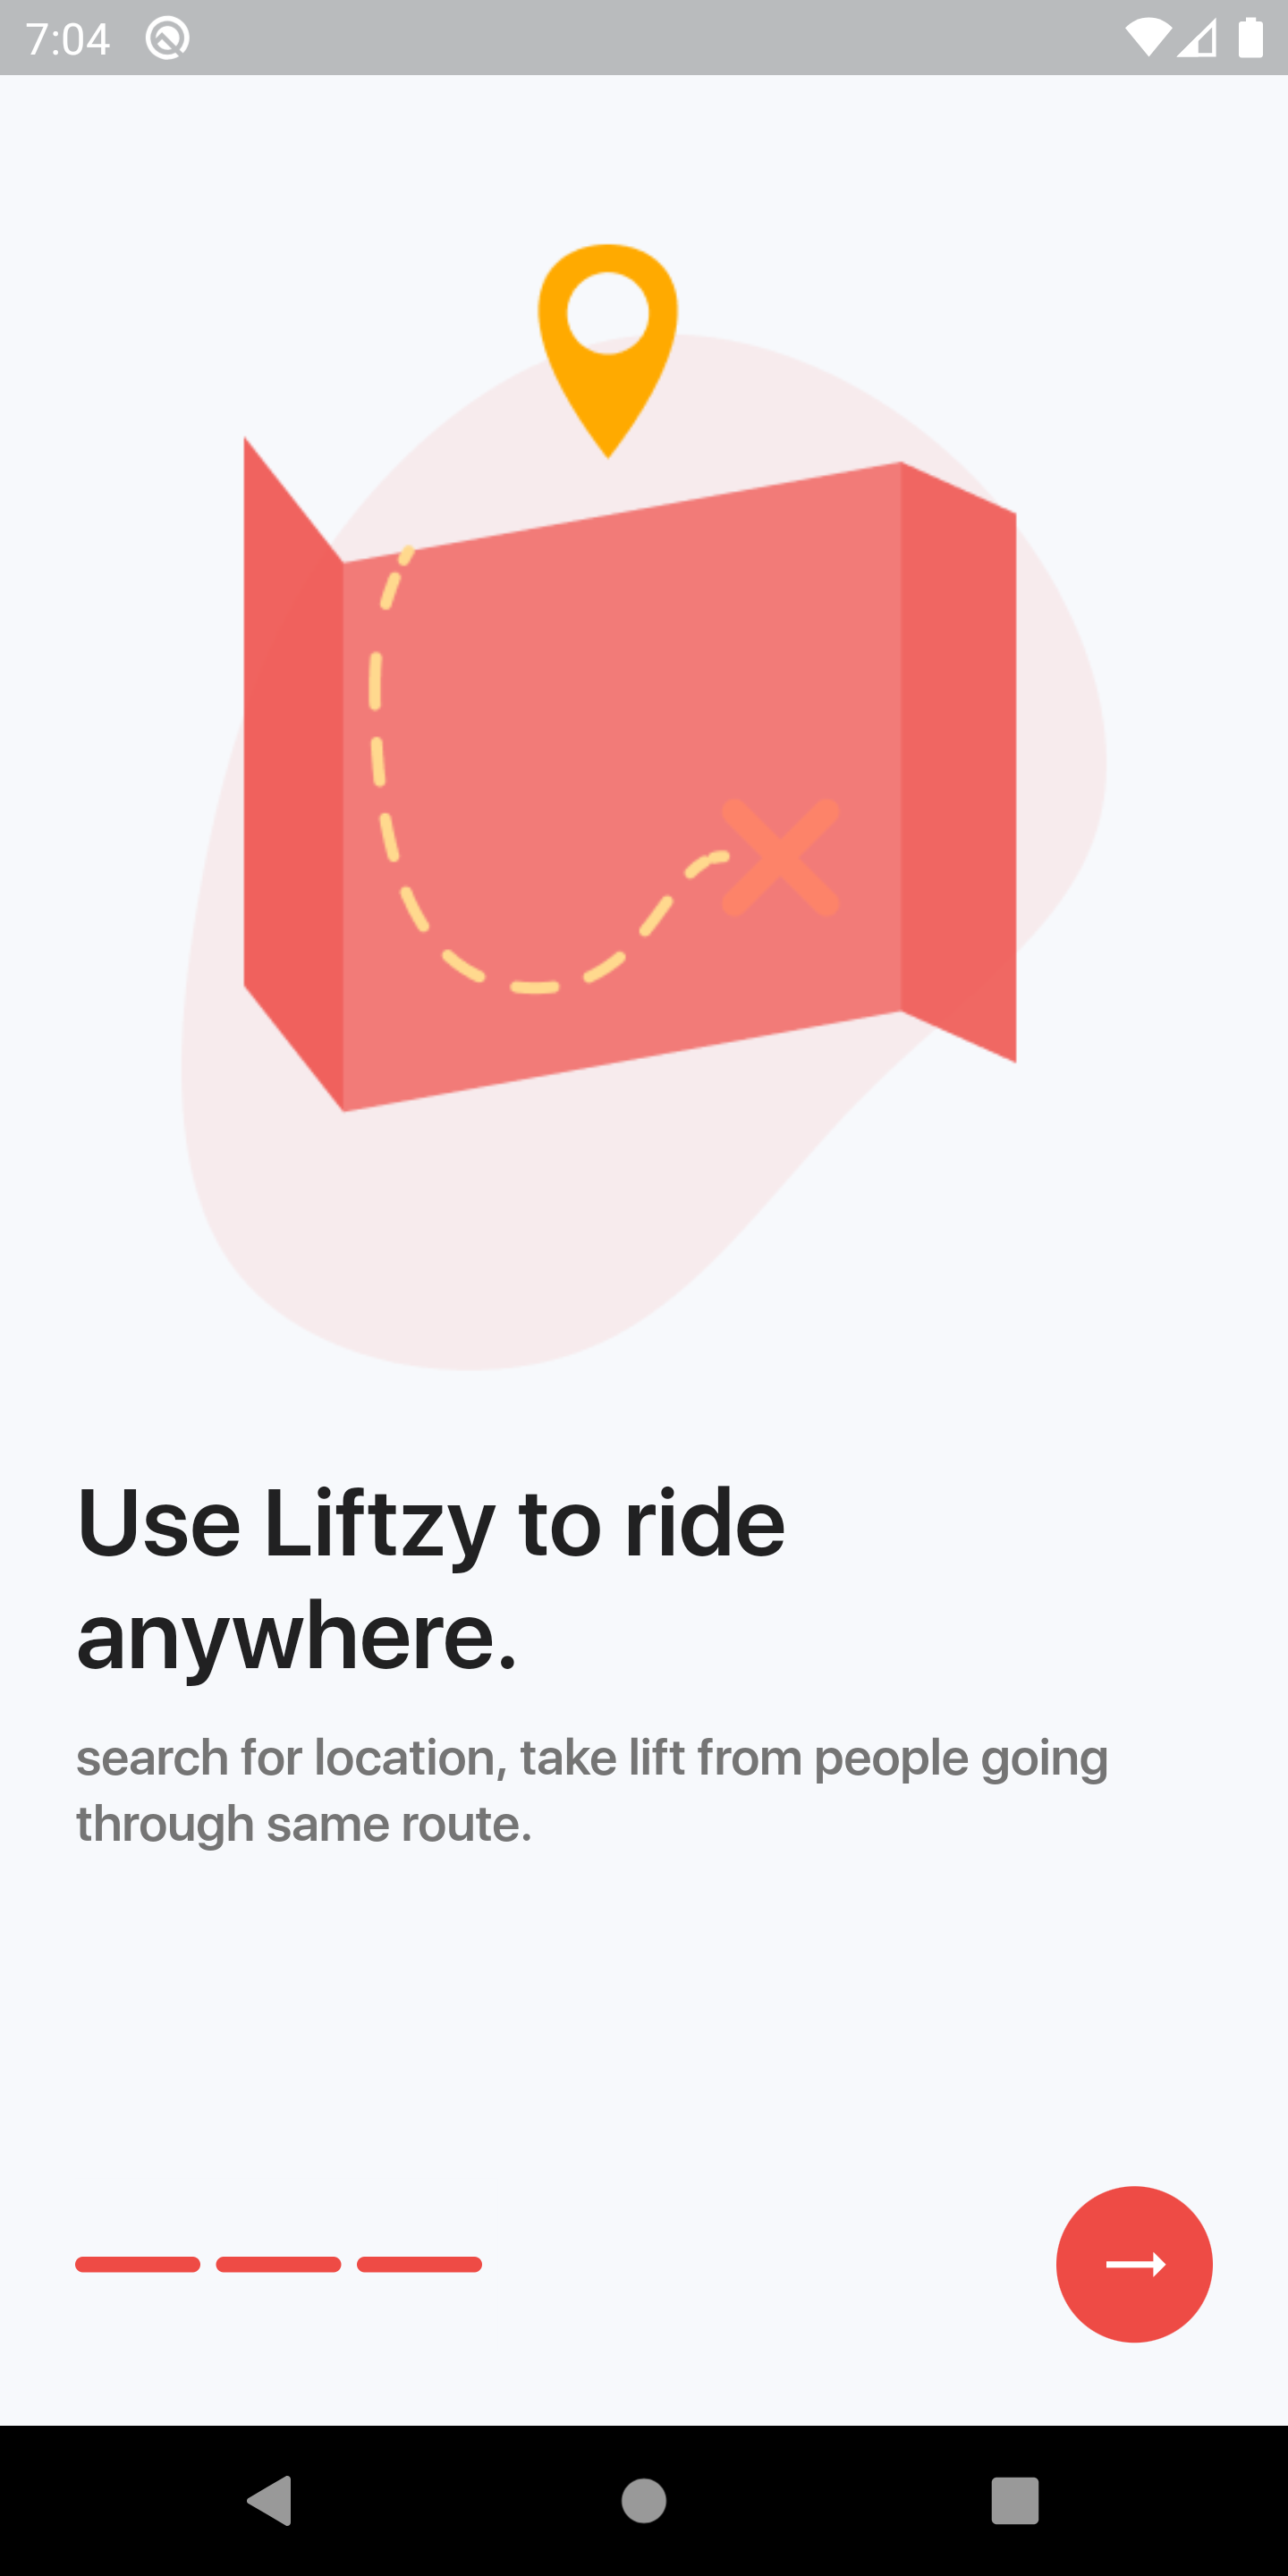 7:04
Use Liftzy to ride
anywhere.
search for location, take lift from people going
through same route.